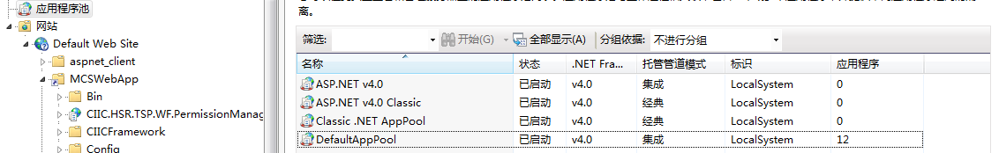 应用程序池
网站
Default Web Site
aspnet_client
MCSWebApp
Bin
CIIC.HSR.TSP.WF.PermissionManag
CIICFramework
Config
离。
筛选: 开始(G) 全部显示(A) 分组依据: 不进行分组
名称 状态 .NET Fra... 托管管道模式 标识 应用程序
ASP.NET v4.0 已启动 v4.0 集成 LocalSystem 0
ASP.NET v4.0 Classic 已启动 v4.0 经典 LocalSystem 0
Classic .NET AppPool 已启动 v4.0 经典 LocalSystem 0
DefaultAppPool 已启动 v4.0 集成 LocalSystem 12